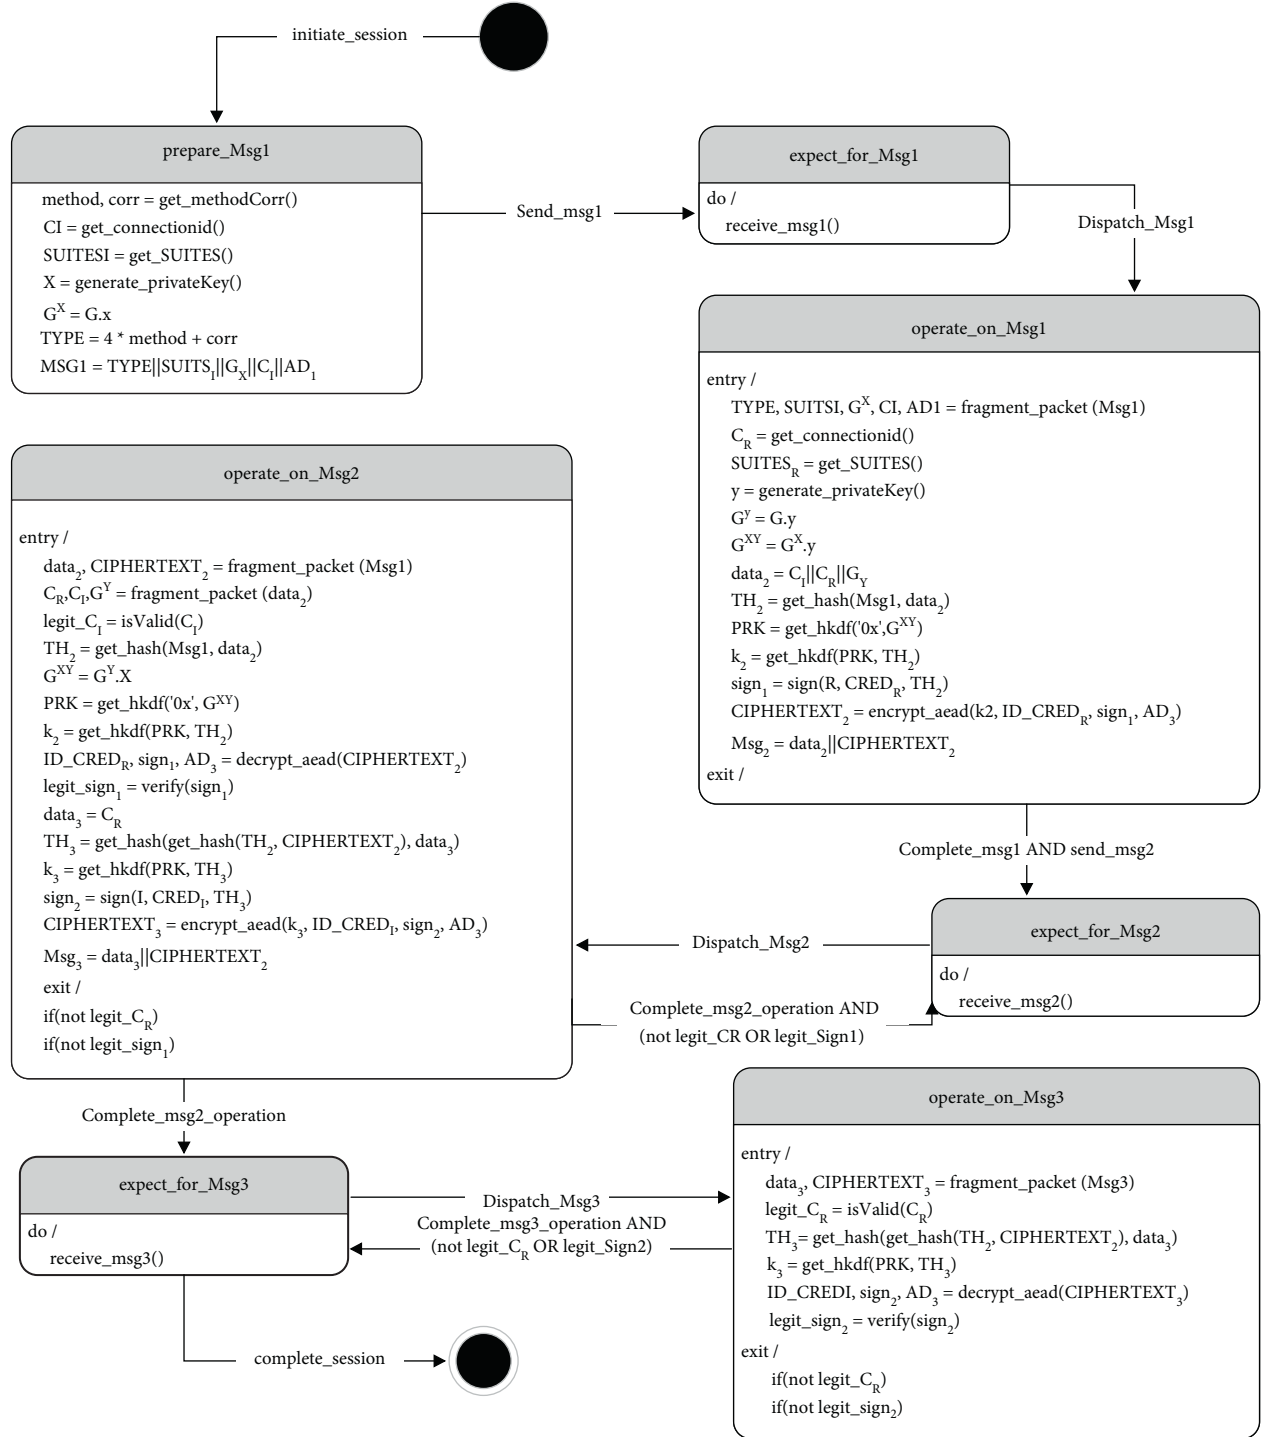 initiate_session
prepare_Msg1
method, corr = get_methodCorr()
CI = get_connectionid()
SUITESI = get_SUITES()
X = generate_privateKey()
G^X = G.x
TYPE = 4 * method + corr
MSG1 = TYPE||SUITS_I||G_X||C_I||AD_1
Send_msg1
expect_for_Msg1
do /
receive_msg1()
Dispatch_Msg1
operate_on_Msg1
entry /
TYPE, SUITSI, G^X, CI, AD1 = fragment_packet (Msg1)
C_R = get_connectionid()
SUITES_R = get_SUITES()
y = generate_privateKey()
G^y = G.y
G^XY = G^X.y
data_2 = C_I||C_R||G_Y
TH_2 = get_hash(Msg1, data_2)
PRK = get_hkdf('0x',G^XY)
k_2 = get_hkdf(PRK, TH_2)
sign_1 = sign(R, CRED_R, TH_2)
CIPHERTEXT_2 = encrypt_aead(k2, ID_CRED_R, sign_1, AD_3)
Msg_2 = data_2||CIPHERTEXT_2
exit /
Complete_msg1 AND send_msg2
expect_for_Msg2
do /
receive_msg2()
Dispatch_Msg2
Complete_msg2_operation AND
(not legit_CR OR legit_Sign1)
operate_on_Msg2
entry /
data_2, CIPHERTEXT_2 = fragment_packet (Msg1)
C_R,C_I,G^Y = fragment_packet (data_2)
legit_C_I = isValid(C_I)
TH_2 = get_hash(Msg1, data_2)
G^XY = G^Y.X
PRK = get_hkdf('0x', G^XY)
k_2 = get_hkdf(PRK, TH_2)
ID_CRED_R, sign_1, AD_3 = decrypt_aead(CIPHERTEXT_2)
legit_sign_1 = verify(sign_1)
data_3 = C_R
TH_3 = get_hash(get_hash(TH_2, CIPHERTEXT_2), data_3)
k_3 = get_hkdf(PRK, TH_3)
sign_2 = sign(I, CRED_I, TH_3)
CIPHERTEXT_3 = encrypt_aead(k_3, ID_CRED_I, sign_2, AD_3)
Msg_3 = data_3||CIPHERTEXT_2
exit /
if(not legit_C_R)
if(not legit_sign_1)
Complete_msg2_operation
expect_for_Msg3
do /
receive_msg3()
Dispatch_Msg3
Complete_msg3_operation AND
(not legit_C_R OR legit_Sign2)
operate_on_Msg3
entry /
data_3, CIPHERTEXT_3 = fragment_packet (Msg3)
legit_C_R = isValid(C_R)
TH_3= get_hash(get_hash(TH_2, CIPHERTEXT_2), data_3)
k_3 = get_hkdf(PRK, TH_3)
ID_CREDI, sign_2, AD_3 = decrypt_aead(CIPHERTEXT_3)
legit_sign_2 = verify(sign_2)
exit /
if(not legit_C_R)
if(not legit_sign_2)
complete_session